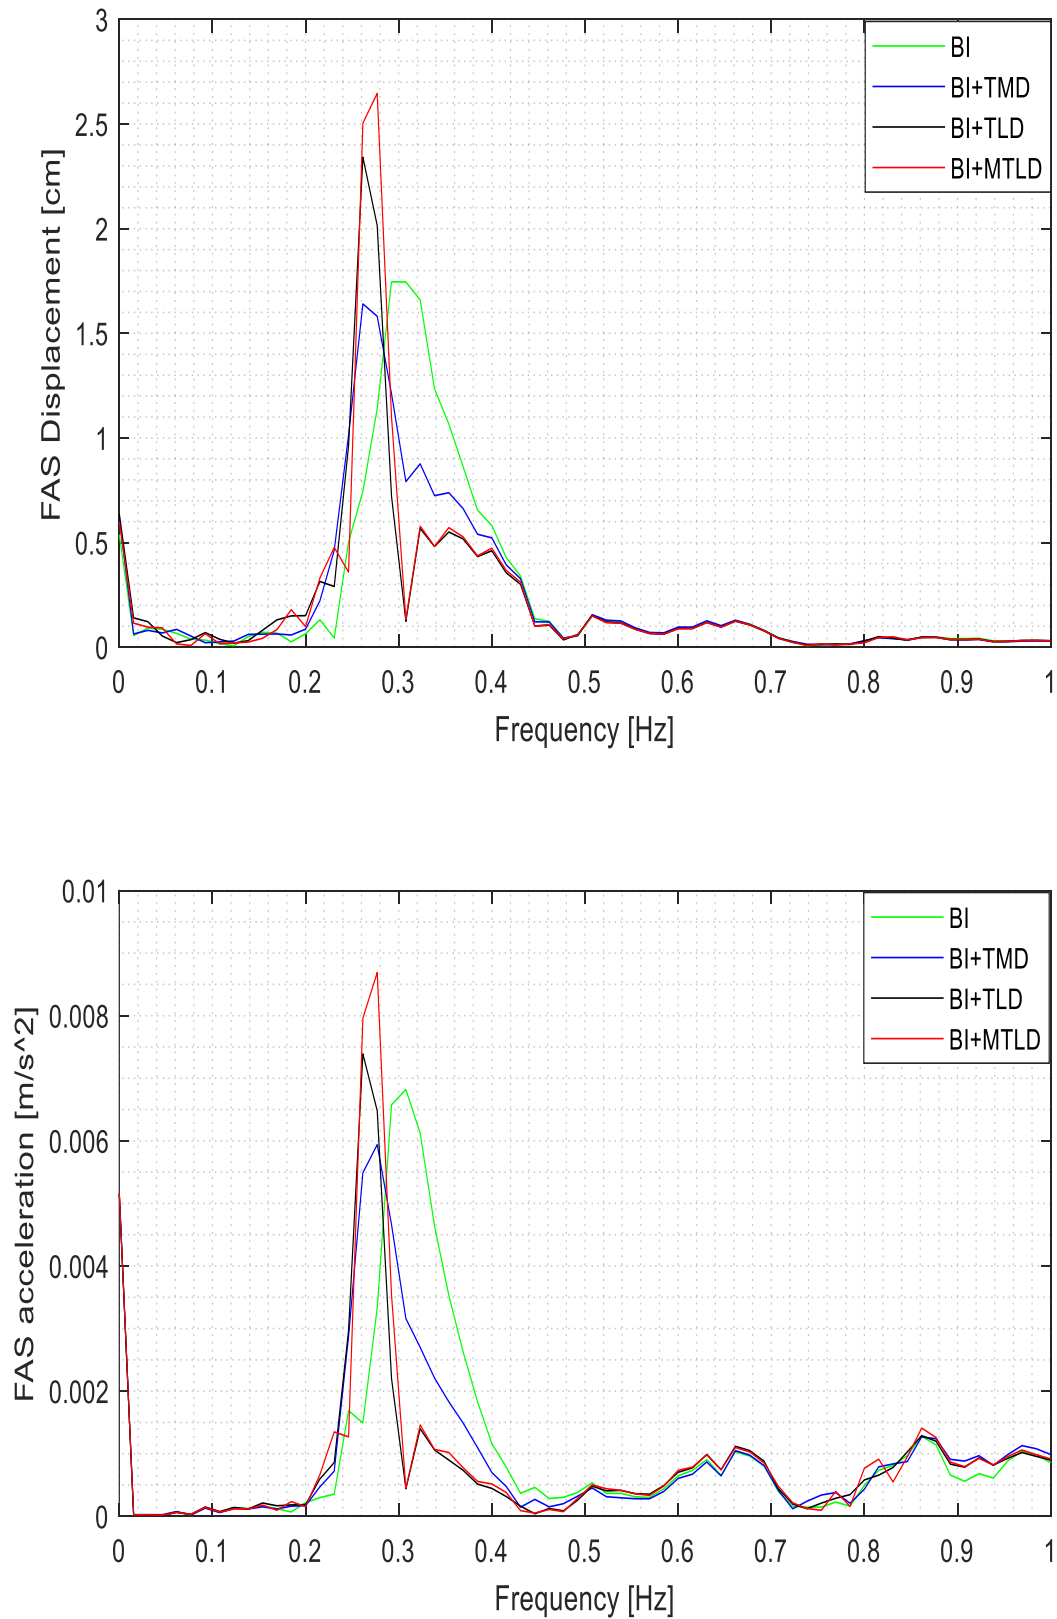 3
2.5
2
1.5
1
0.5
0
FAS Displacement [cm]
BI
BI+TMD
BI+TLD
BI+MTLD
0 0.1 0.2 0.3 0.4 0.5 0.6 0.7 0.8 0.9 1
Frequency [Hz]
0.01
0.008
0.006
0.004
0.002
0
FAS acceleration [m/s^2]
BI
BI+TMD
BI+TLD
BI+MTLD
0 0.1 0.2 0.3 0.4 0.5 0.6 0.7 0.8 0.9 1
Frequency [Hz]